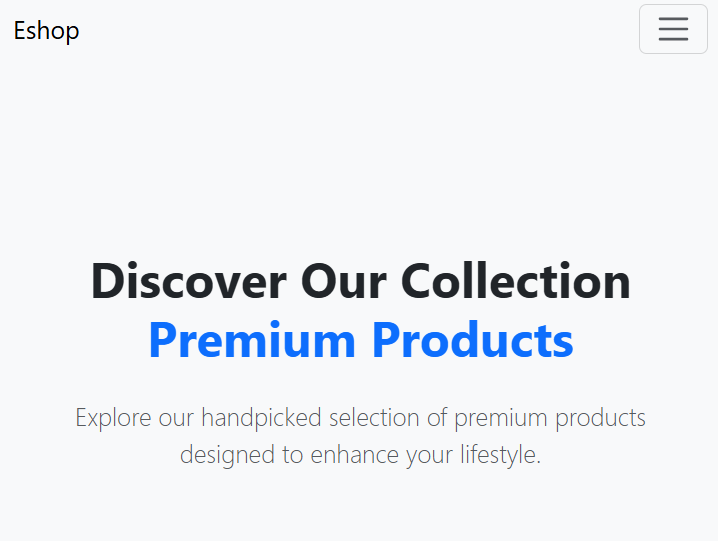 Eshop
Discover Our Collection
Premium Products
Explore our handpicked selection of premium products
designed to enhance your lifestyle.